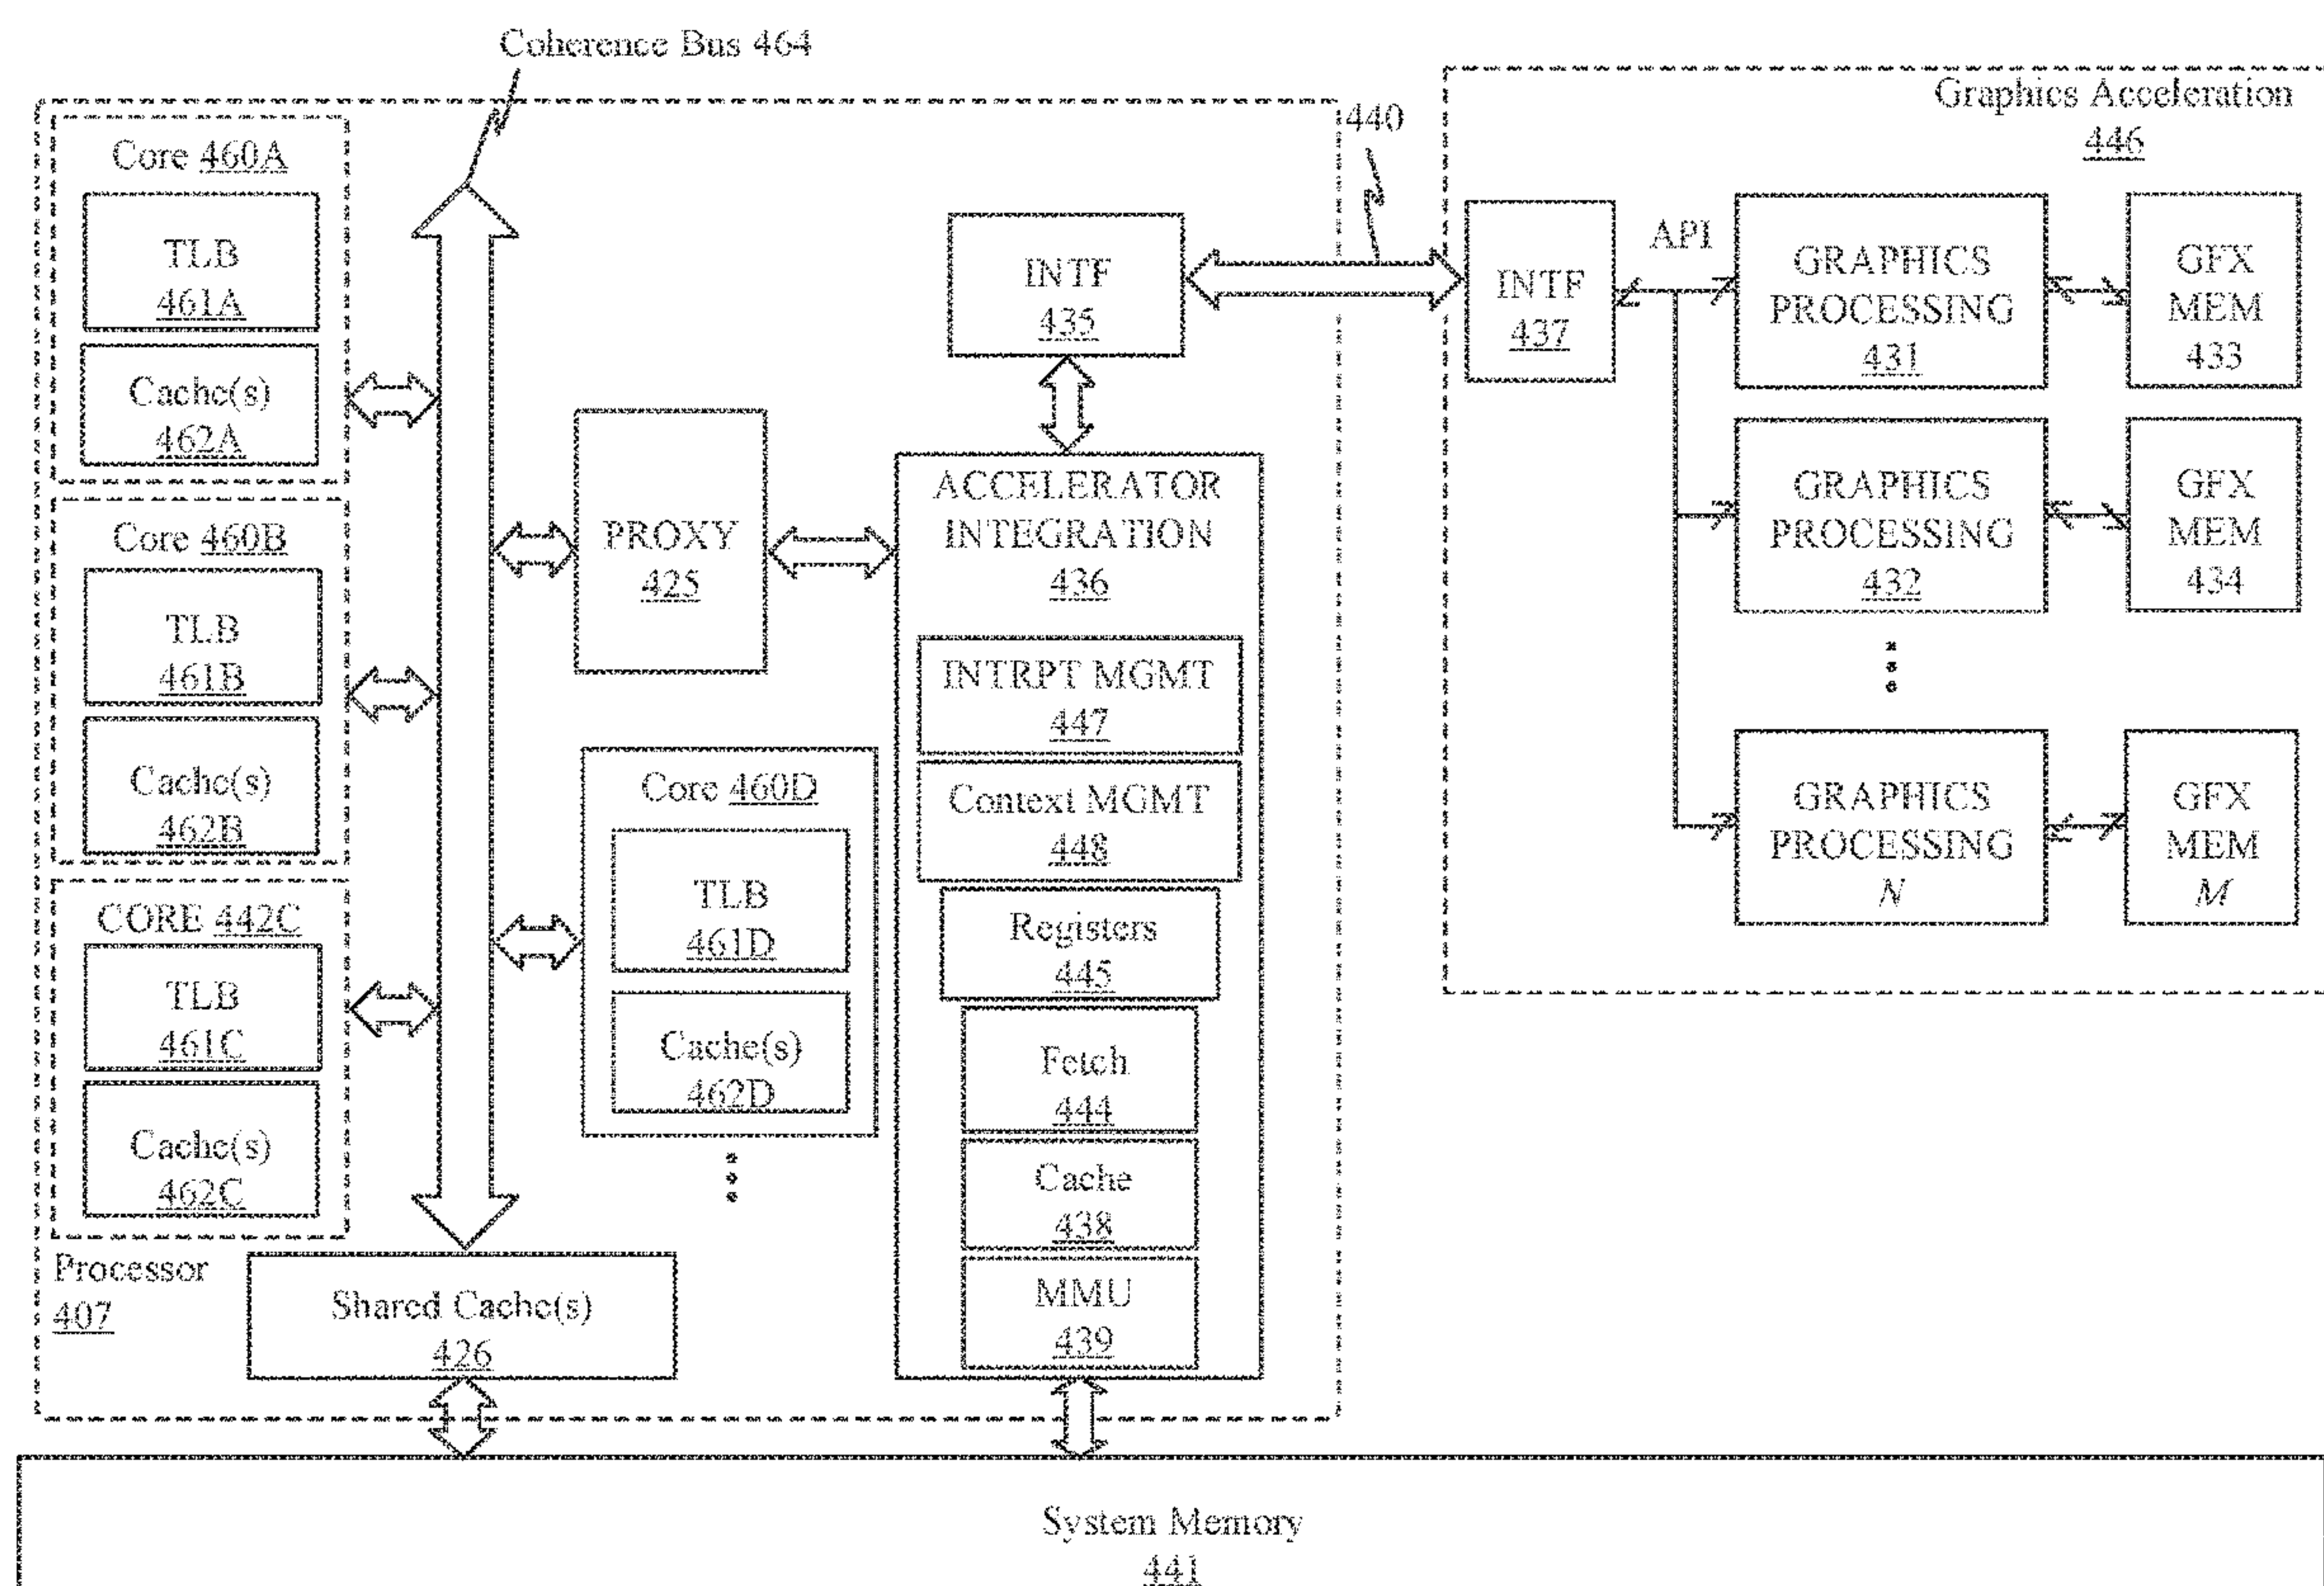 Coherence Bus 464
Core 460A
TLB
461A
Cache(s)
462A
Core 460B
TLB
461B
Cache(s)
462B
CORE 442C
TLB
461C
Cache(s)
462C
Processor
407
Shared Cache(s)
426
PROXY
425
Core 460D
TLB
461D
Cache(s)
462D
INTF
435
ACCELERATOR
INTEGRATION
436
INTRPT MGMT
447
Context MGMT
448
Registers
445
Fetch
444
Cache
438
MMU
439
440
Graphics Acceleration
446
INTF
437
API
GRAPHICS
PROCESSING
431
GFX
MEM
433
GRAPHICS
PROCESSING
432
GFX
MEM
434
GRAPHICS
PROCESSING
N
GFX
MEM
M
System Memory
441